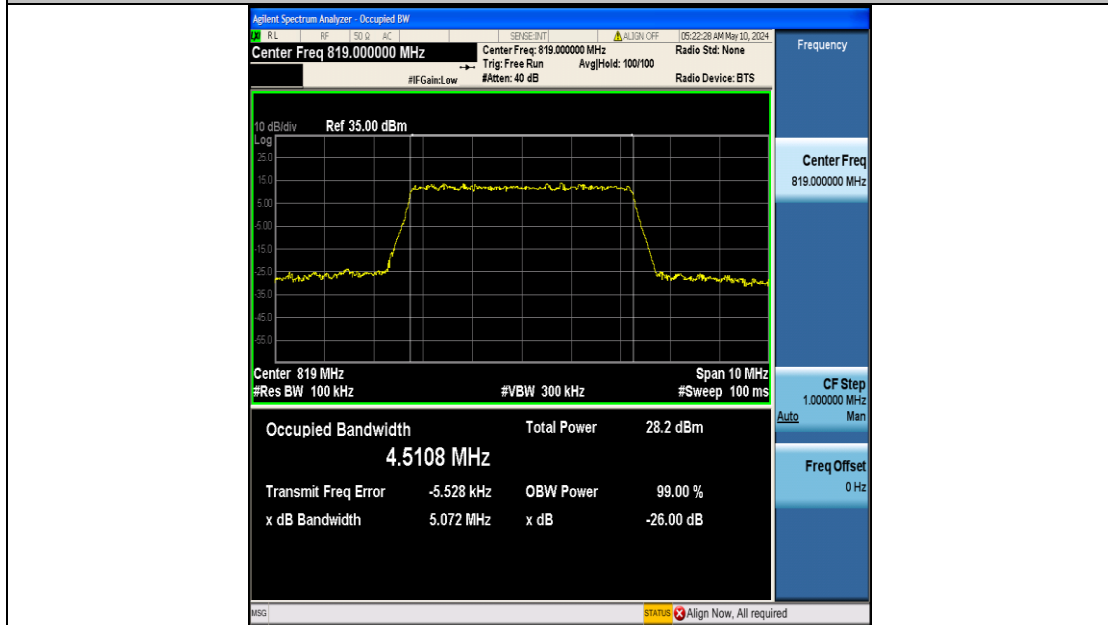 Agilent Spectrum Analyzer - Occupied BW
RL RF 50 Ω AC SENSE:INT ALIGN OFF 05:22:28 AM May 10, 2024
Center Freq 819.000000 MHz
Center Freq: 819.000000 MHz Radio Std: None
Trig: Free Run Avg|Hold: 100/100
#IFGain:Low #Atten: 40 dB Radio Device: BTS
Frequency
10 dB/div Ref 35.00 dBm
Log
25.0
15.0
5.00
-5.00
-15.0
-25.0
-35.0
-45.0
-55.0
Center 819 MHz Span 10 MHz
#Res BW 100 kHz #VBW 300 kHz #Sweep 100 ms
Occupied Bandwidth Total Power 28.2 dBm
4.5108 MHz
Transmit Freq Error -5.528 kHz OBW Power 99.00 %
x dB Bandwidth 5.072 MHz x dB -26.00 dB
Center Freq
819.000000 MHz
CF Step
1.000000 MHz
Auto Man
Freq Offset
0 Hz
MSG STATUS Align Now, All required